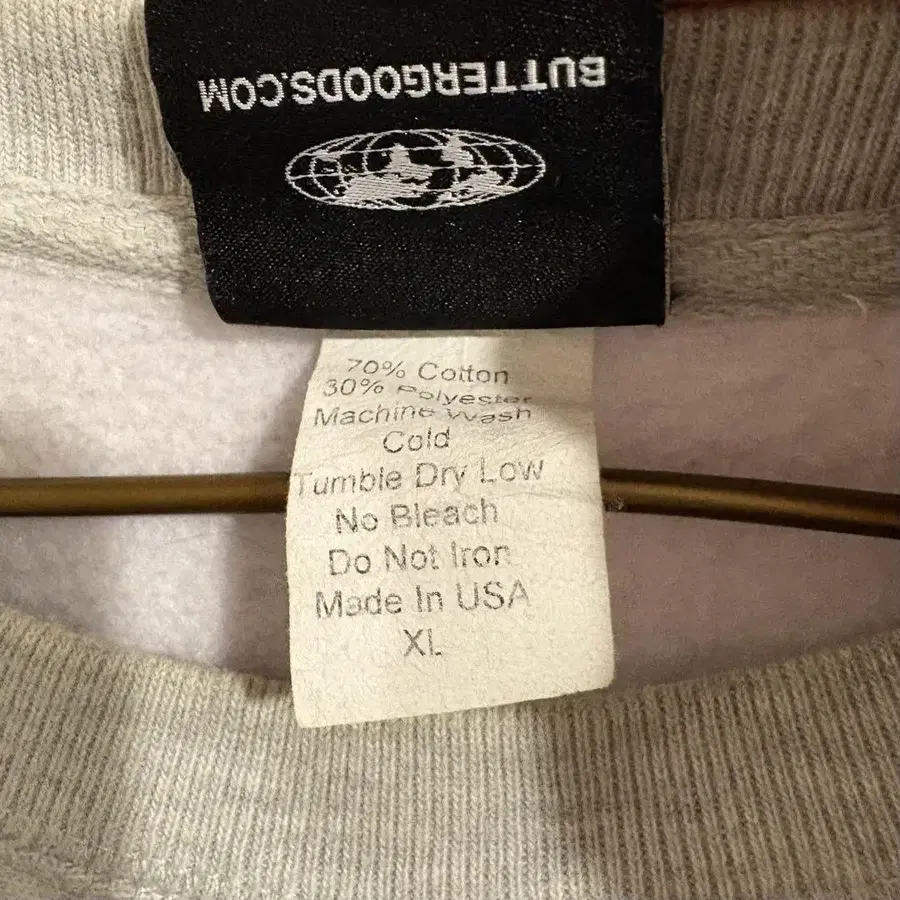 BUTTERGOODS.COM
70% Cotton
30% Polyester
Machine Wash
Cold
Tumble Dry Low
No Bleach
Do Not Iron
Made In USA
XL